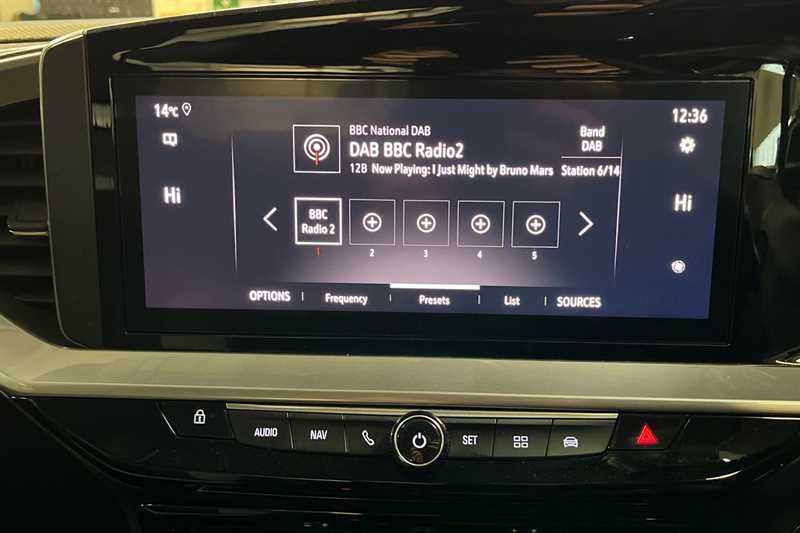 14°C
12:36
BBC National DAB
DAB BBC Radio2
12B Now Playing: I Just Might by Bruno Mars
Band
DAB
Station 6/14
Hi
Hi
BBC
Radio 2
1
2
3
4
5
OPTIONS
Frequency
Presets
List
SOURCES
AUDIO
NAV
SET